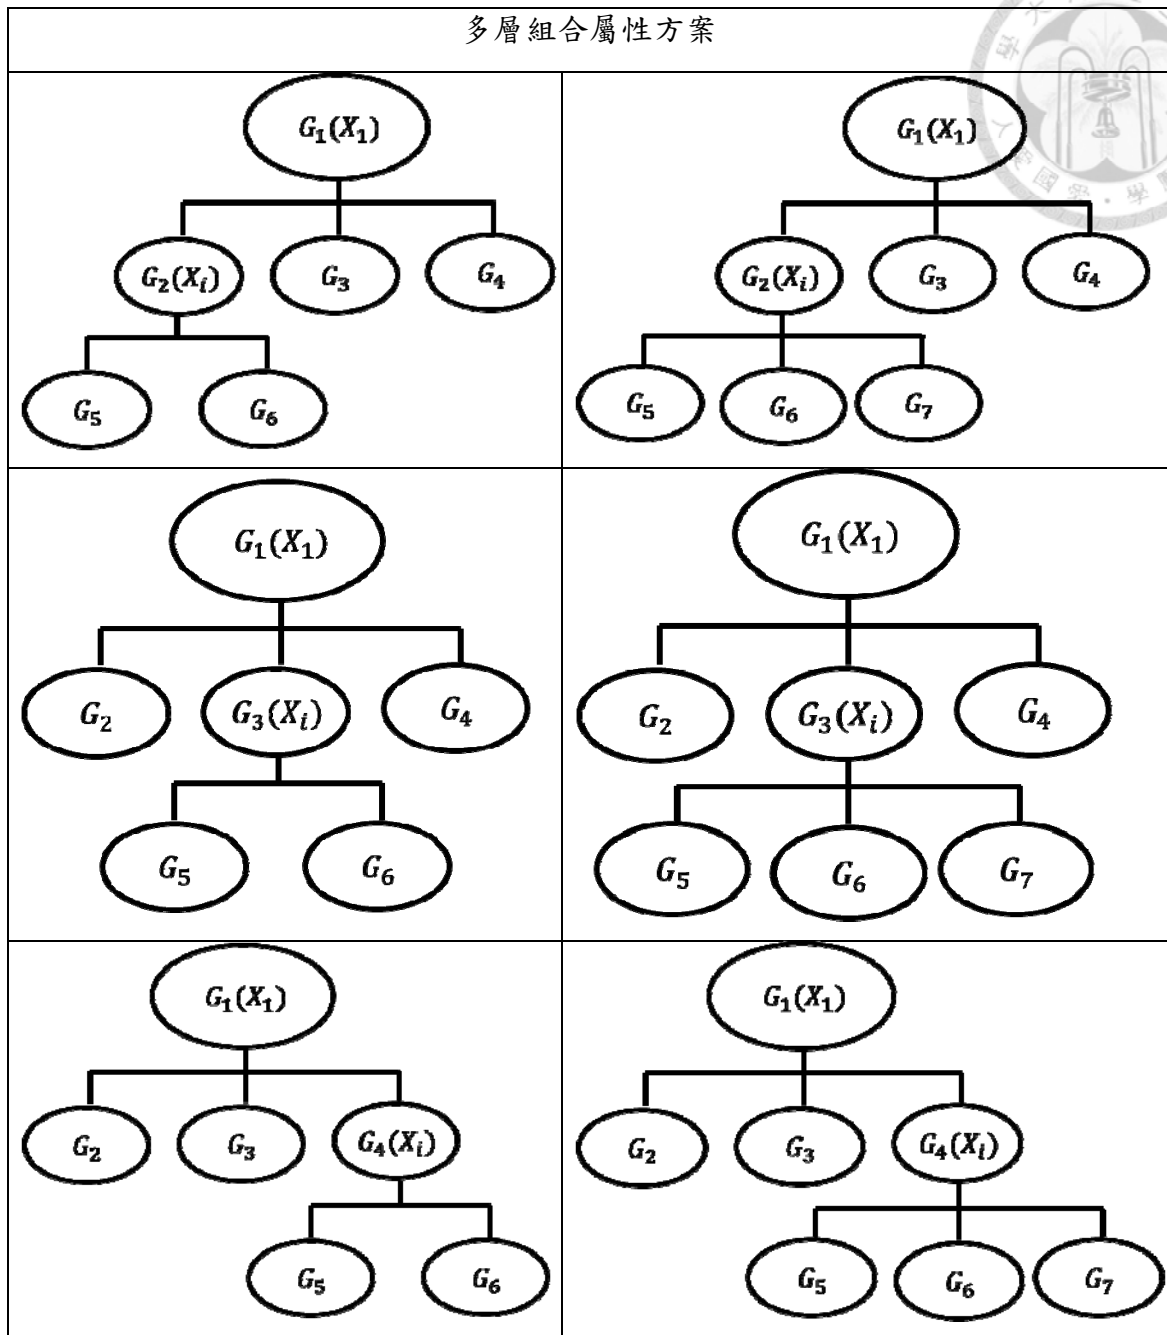 多層組合屬性方案
G₁(X₁) G₁(X₁)
G₂(Xᵢ) G₃ G₄ G₂(Xᵢ) G₃ G₄
G₅ G₆ G₅ G₆ G₇
G₁(X₁) G₁(X₁)
G₂ G₃(Xᵢ) G₄ G₂ G₃(Xᵢ) G₄
G₅ G₆ G₅ G₆ G₇
G₁(X₁) G₁(X₁)
G₂ G₃ G₄(Xᵢ) G₂ G₃ G₄(Xᵢ)
G₅ G₆ G₅ G₆ G₇